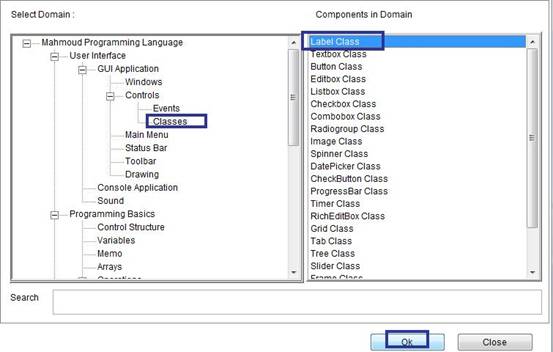 Select Domain :
Components in Domain
Mahmoud Programming Language
User Interface
GUI Application
Windows
Controls
Events
Classes
Main Menu
Status Bar
Toolbar
Drawing
Console Application
Sound
Programming Basics
Control Structure
Variables
Memo
Arrays
Operations
Label Class
Textbox Class
Button Class
Editbox Class
Listbox Class
Checkbox Class
Combobox Class
Radiogroup Class
Image Class
Spinner Class
DatePicker Class
CheckButton Class
ProgressBar Class
Timer Class
RichEditBox Class
Grid Class
Tab Class
Tree Class
Slider Class
Frame Class
Search
Ok
Close